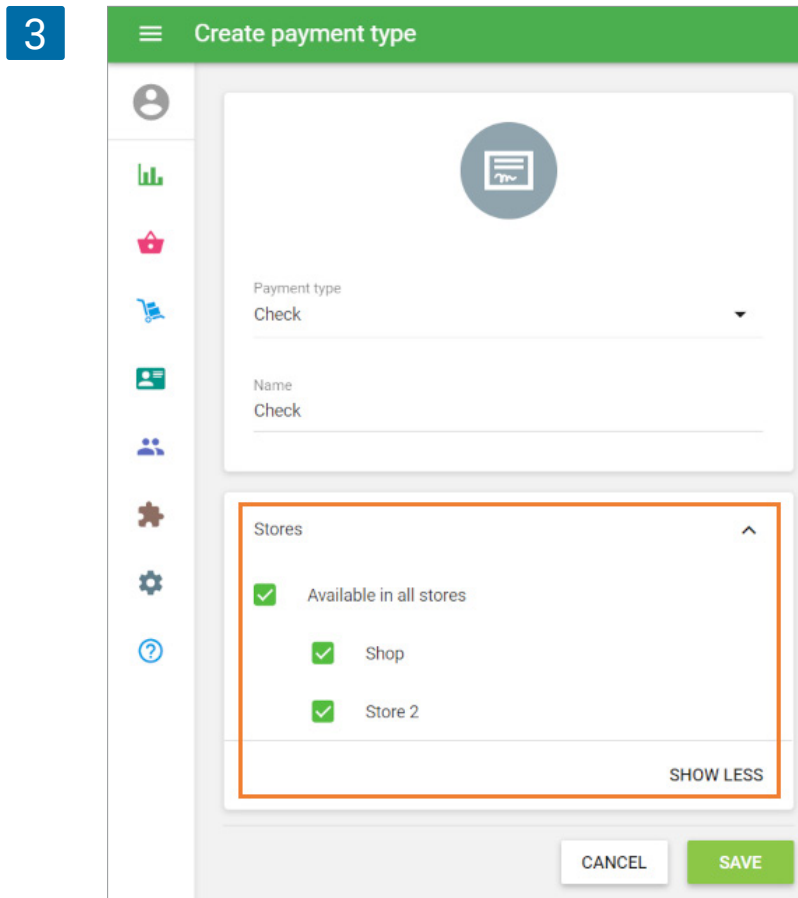 3
Create payment type
Payment type
Check
Name
Check
Stores
Available in all stores
Shop
Store 2
SHOW LESS
CANCEL
SAVE